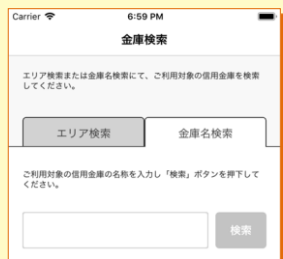 Carrier 6:59 PM
金庫検索
エリア検索または金庫名検索にて、ご利用対象の信用金庫を検索
してください。
エリア検索 金庫名検索
ご利用対象の信用金庫の名称を入力し「検索」ボタンを押下して
ください。
検索